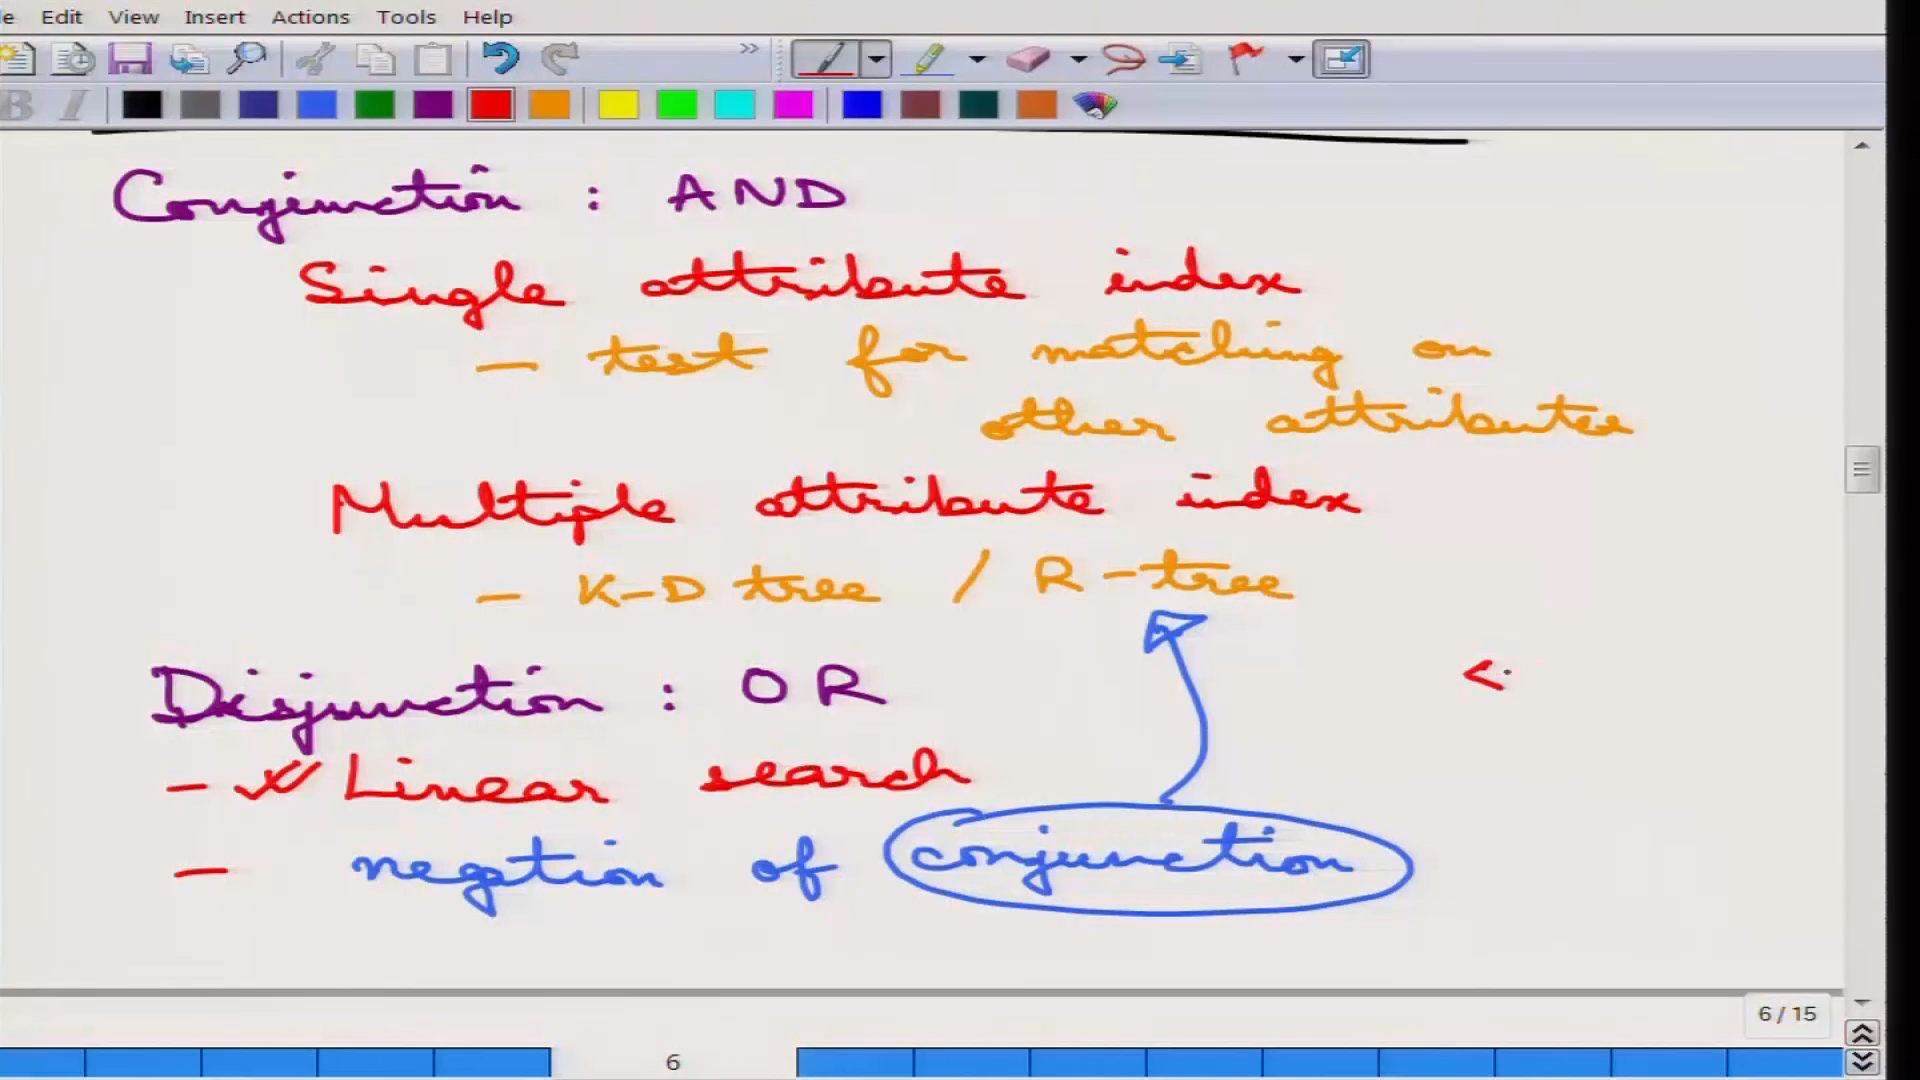 Edit View Insert Actions Tools Help
B I
Conjunction : AND
Single attribute index
- test for matching on
other attributes
Multiple attribute index
- K-D tree / R-tree
Disjunction : OR
<
- Linear search
- negation of conjunction
6 / 15
6